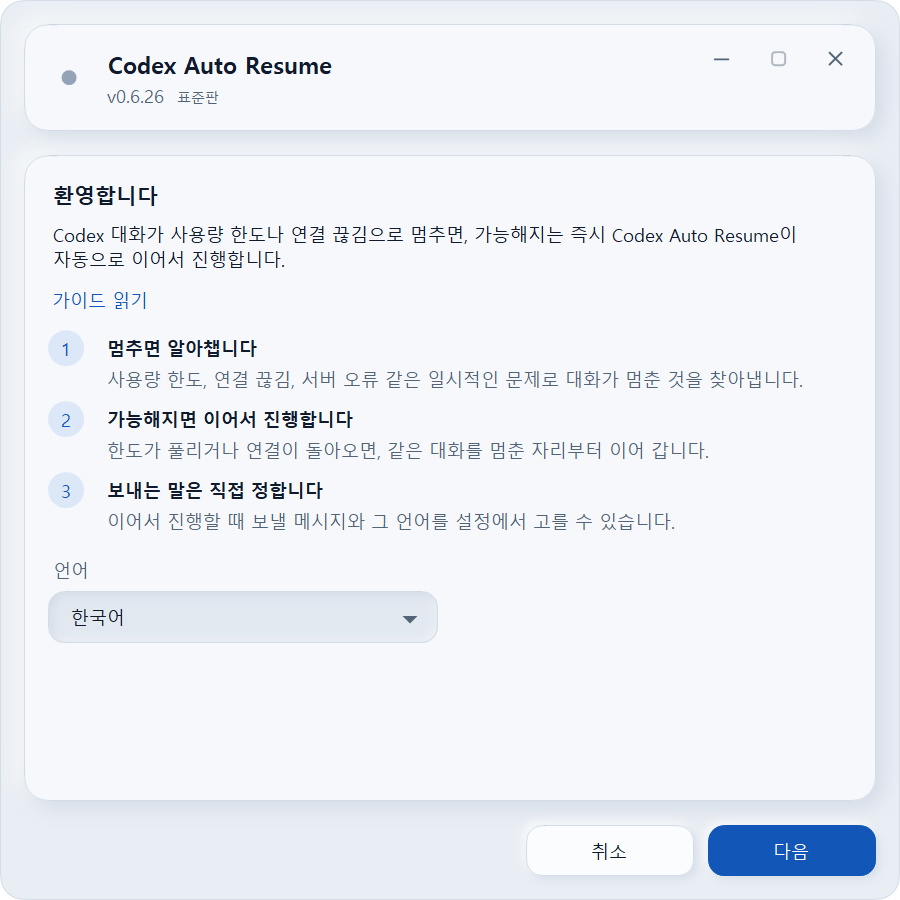 Codex Auto Resume
v0.6.26 표준판
환영합니다
Codex 대화가 사용량 한도나 연결 끊김으로 멈추면, 가능해지는 즉시 Codex Auto Resume이
자동으로 이어서 진행합니다.
가이드 읽기
1 멈추면 알아챕니다
사용량 한도, 연결 끊김, 서버 오류 같은 일시적인 문제로 대화가 멈춘 것을 찾아냅니다.
2 가능해지면 이어서 진행합니다
한도가 풀리거나 연결이 돌아오면, 같은 대화를 멈춘 자리부터 이어 갑니다.
3 보내는 말은 직접 정합니다
이어서 진행할 때 보낼 메시지와 그 언어를 설정에서 고를 수 있습니다.
언어
한국어
취소 다음